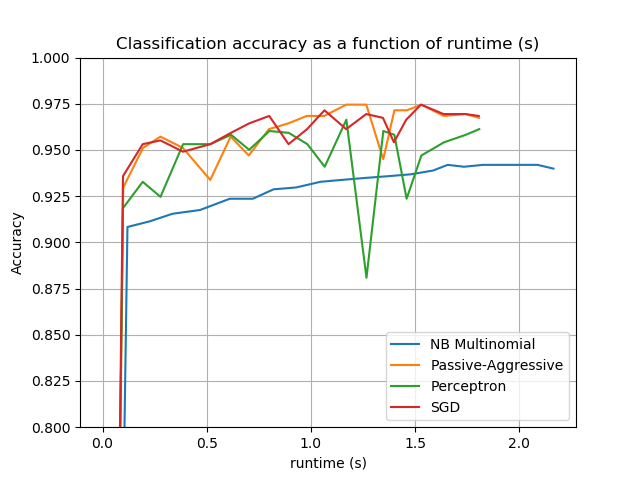 Classification accuracy as a function of runtime (s)
1.000
0.975
0.950
0.925
0.900
0.875
0.850
0.825
0.800
Accuracy
0.0 0.5 1.0 1.5 2.0
runtime (s)
NB Multinomial
Passive-Aggressive
Perceptron
SGD